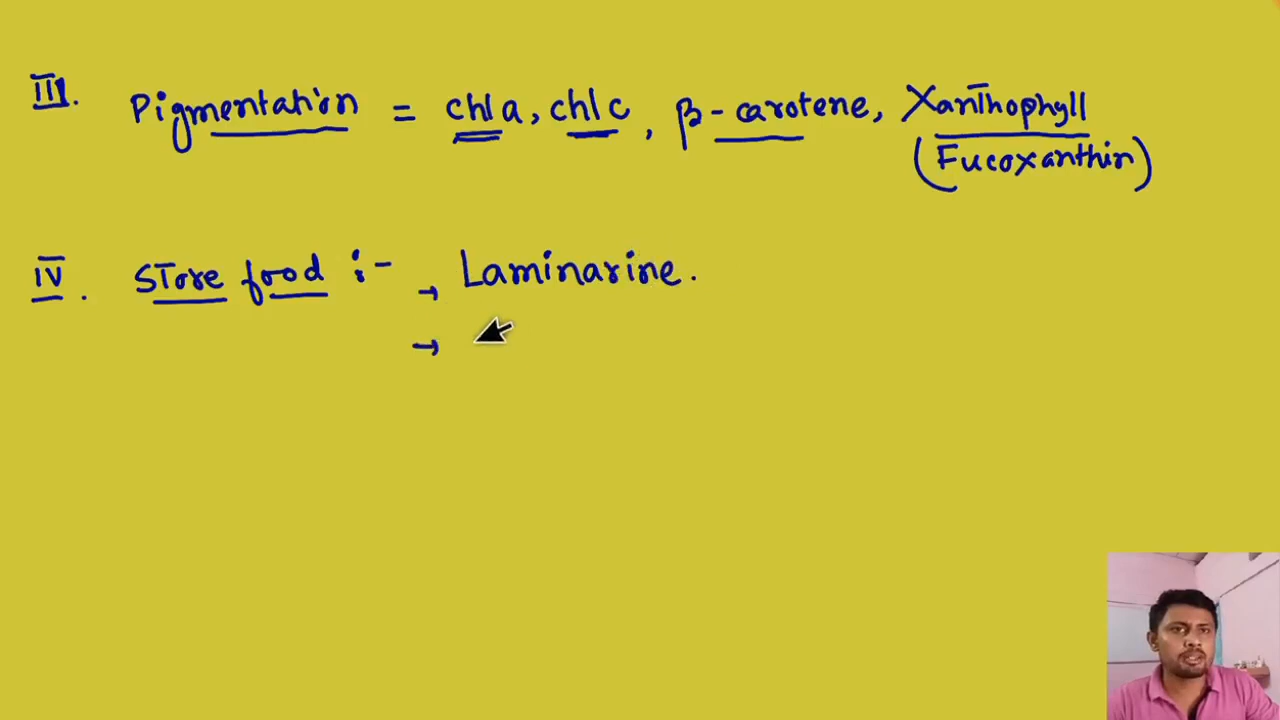 III. Pigmentation = chl a, chl c, β-carotene, Xanthophyll
(Fucoxanthin)
IV. Store food :- → Laminarine.
→